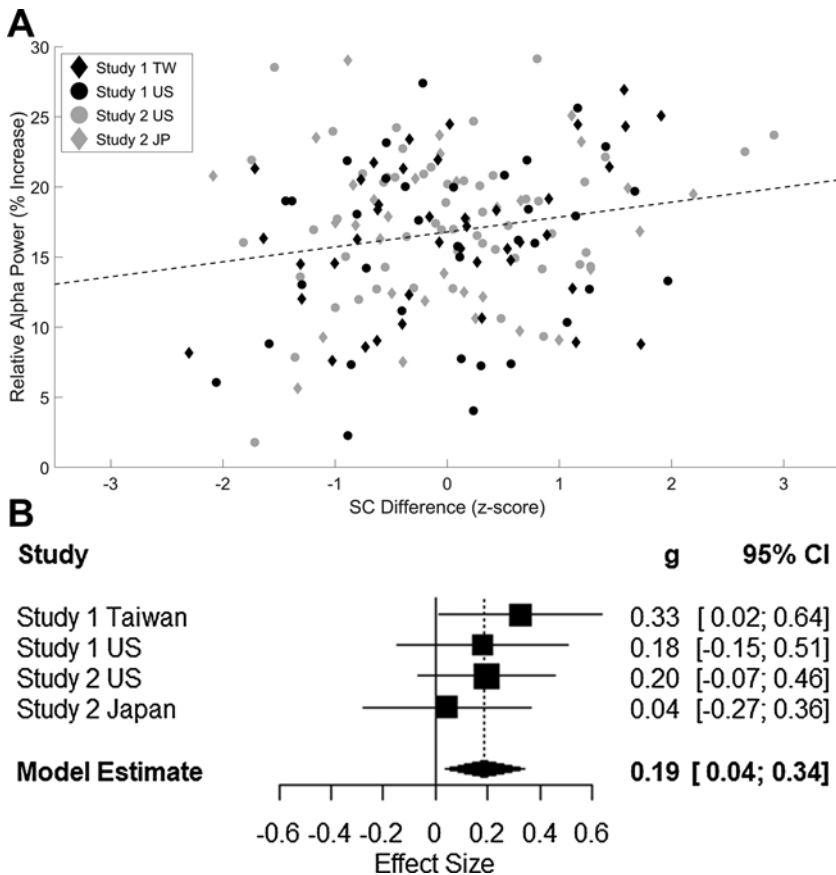 A
Relative Alpha Power (% Increase)
30
25
20
15
10
5
0
Study 1 TW
Study 1 US
Study 2 US
Study 2 JP
-3 -2 -1 0 1 2 3
SC Difference (z-score)
B
Study g 95% CI
Study 1 Taiwan 0.33 [ 0.02; 0.64]
Study 1 US 0.18 [-0.15; 0.51]
Study 2 US 0.20 [-0.07; 0.46]
Study 2 Japan 0.04 [-0.27; 0.36]
Model Estimate 0.19 [ 0.04; 0.34]
-0.6 -0.4 -0.2 0 0.2 0.4 0.6
Effect Size